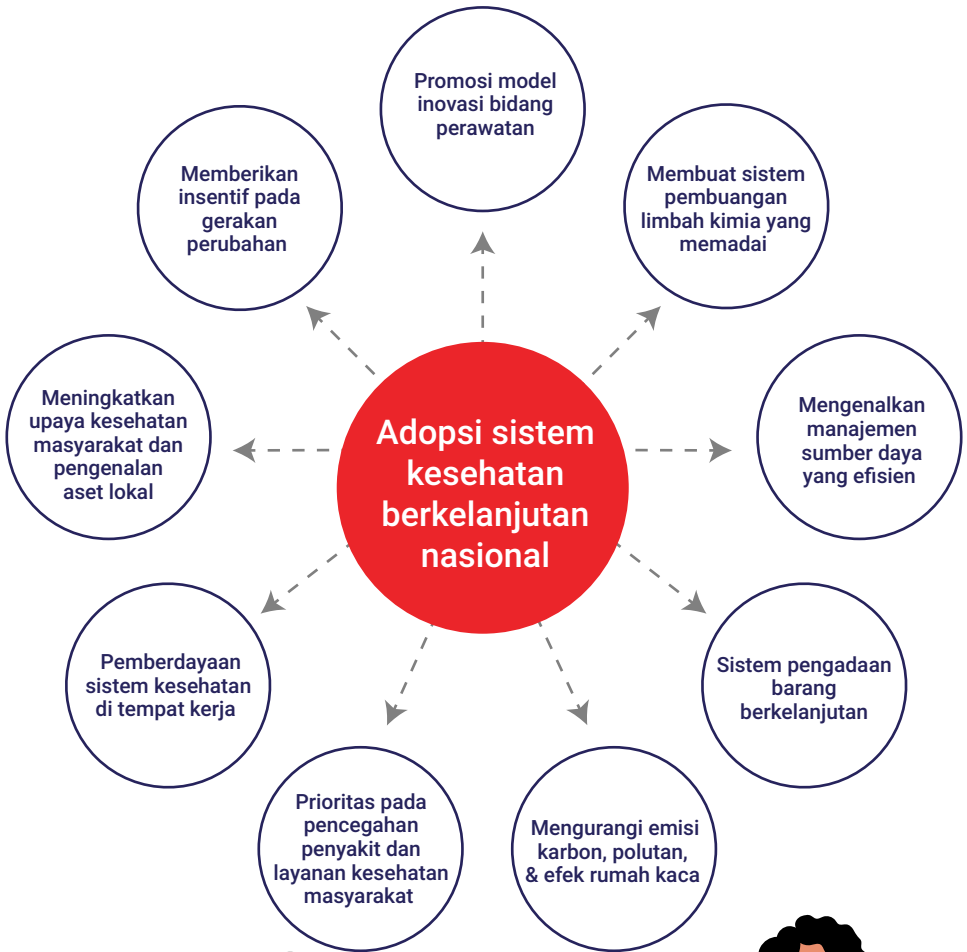 Promosi model
inovasi bidang
perawatan
Membuat sistem
pembuangan
limbah kimia yang
memadai
Mengenalkan
manajemen
sumber daya
yang efisien
Sistem pengadaan
barang
berkelanjutan
Mengurangi emisi
karbon, polutan,
& efek rumah kaca
Prioritas pada
pencegahan
penyakit dan
layanan kesehatan
masyarakat
Pemberdayaan
sistem kesehatan
di tempat kerja
Meningkatkan
upaya kesehatan
masyarakat dan
pengenalan
aset lokal
Memberikan
insentif pada
gerakan
perubahan
Adopsi sistem
kesehatan
berkelanjutan
nasional